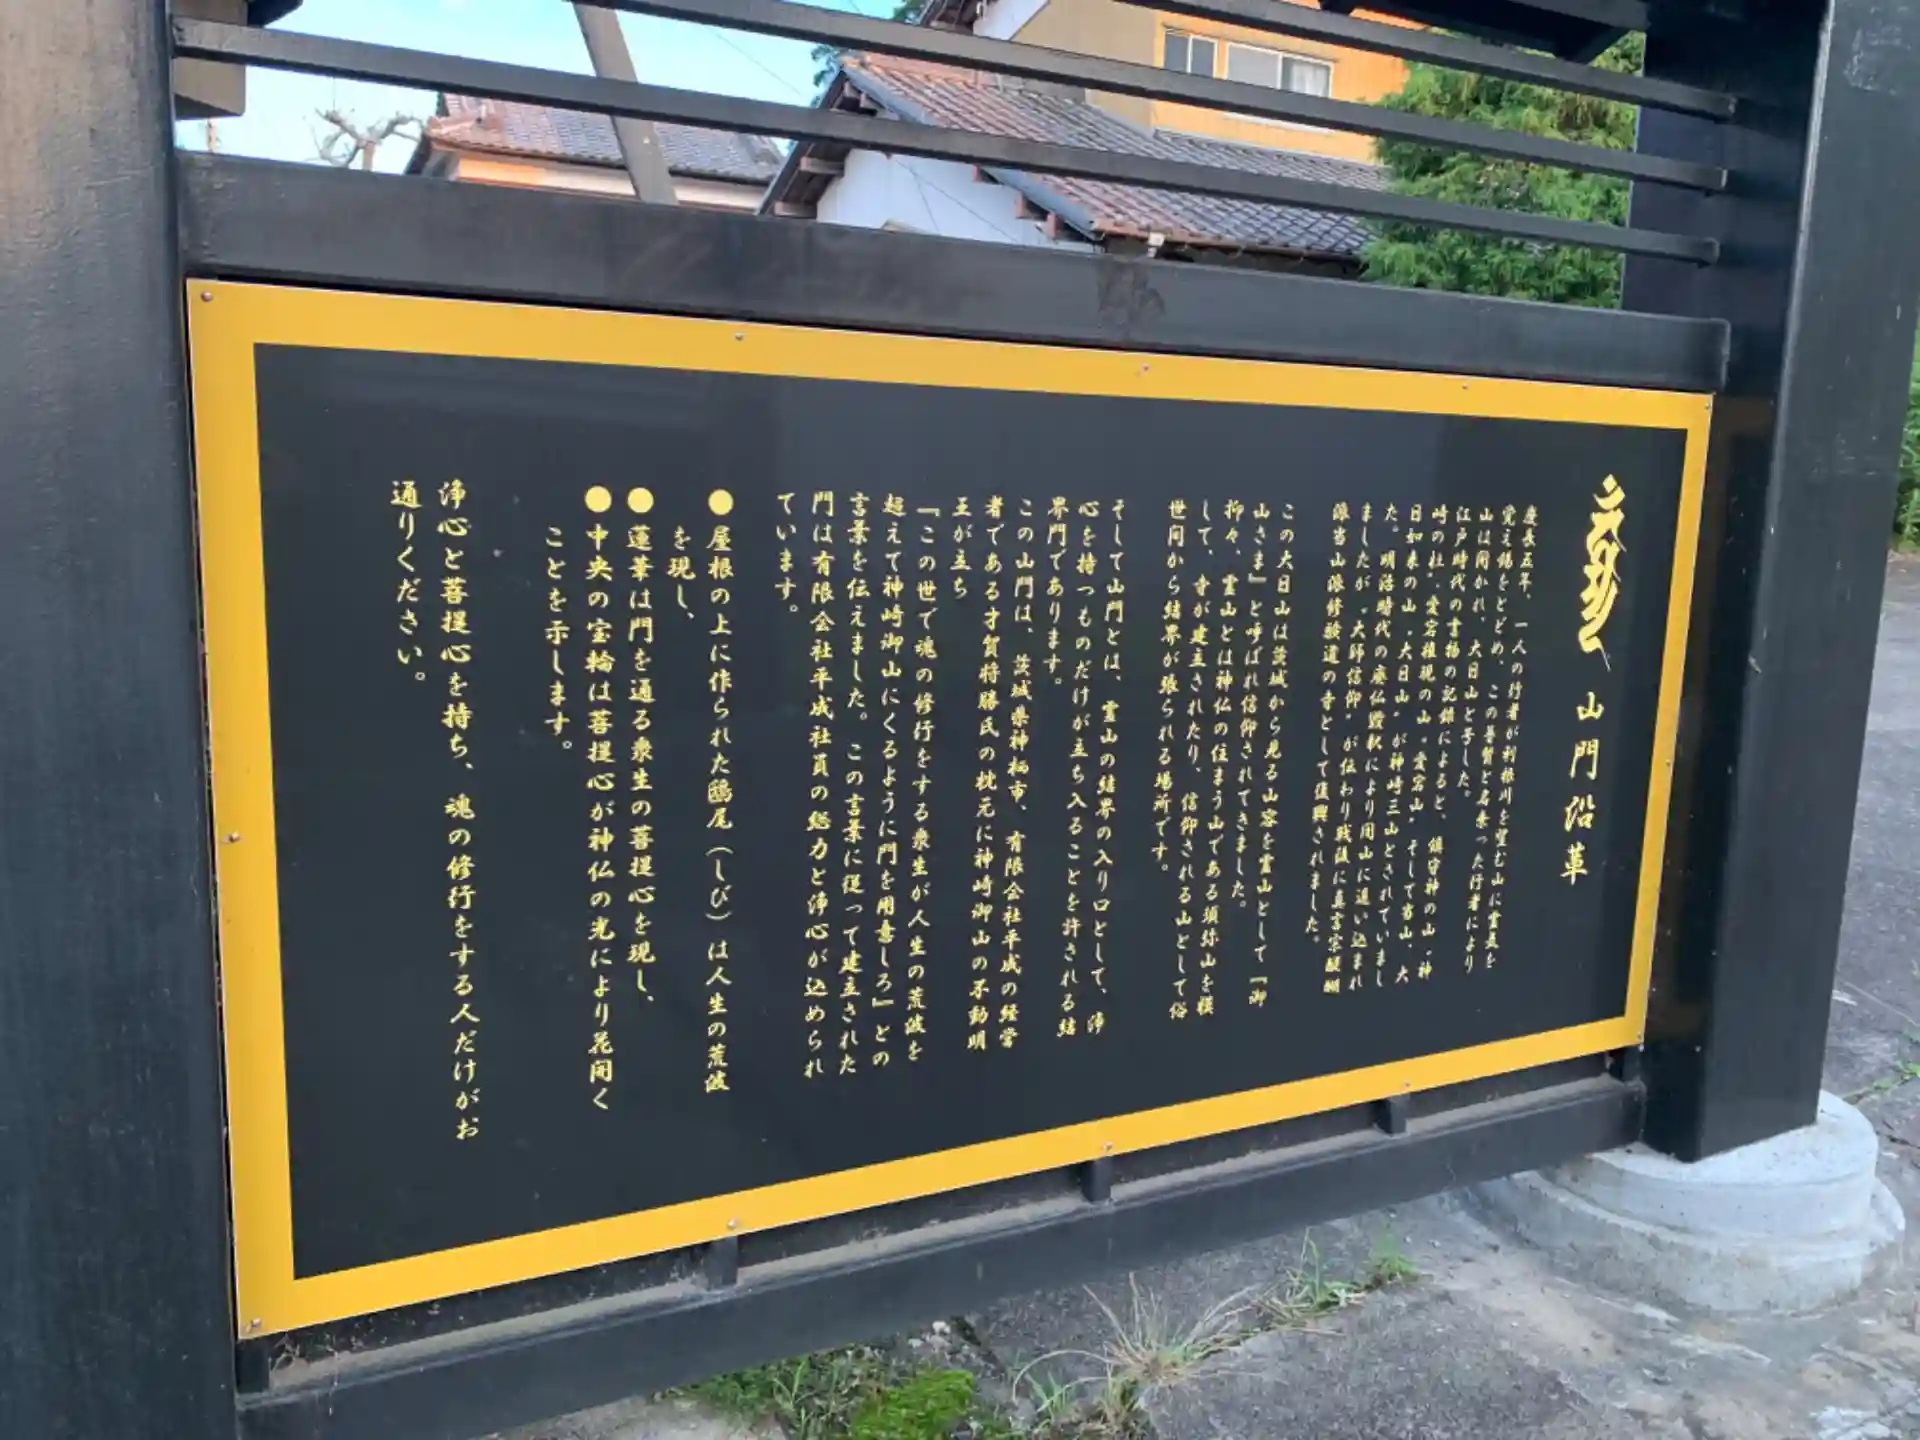 山門沿革
慶長五年、一人の行者が利根川を望む山に霊気を
覚え錫をとどめ、この普賢と名乗った行者により
山は開かれ、大日山と号した。
江戸時代の書物の記録によると、鎮守神の山“神
崎の社”愛宕権現の山“愛宕山”そして当山、大
日如来の山“大日山”が神崎三山とされていまし
た。明治時代の廃仏毀釈により閉山に追い込まれ
ましたが“大師信仰”が伝わり戦後に真言宗醍醐
派当山派修験道の寺として復興されました。
この大日山は茨城から見る山容を霊山として『御
山さま』と呼ばれ信仰されてきました。
抑々、霊山とは神仏の住まう山である須弥山を模
して、寺が建立されたり、信仰される山として俗
世間から結界が張られる場所です。
そして山門とは、霊山の結界の入り口として、浄
心を持つものだけが立ち入ることを許される結
界門であります。
この山門は、茨城県神栖市、有限会社平成の経営
者である才賀将勝氏の枕元に神崎御山の不動明
王が立ち
『この世で魂の修行をする衆生が人生の荒波を
超えて神崎御山にくるように門を用意しろ』との
言葉を伝えました。この言葉に従って建立された
門は有限会社平成社員の総力と浄心が込められ
ています。
●屋根の上に作られた鴟尾（しび）は人生の荒波
を現し、
●蓮華は門を通る衆生の菩提心を現し、
●中央の宝輪は菩提心が神仏の光により花開く
ことを示します。
浄心と菩提心を持ち、魂の修行をする人だけがお
通りください。